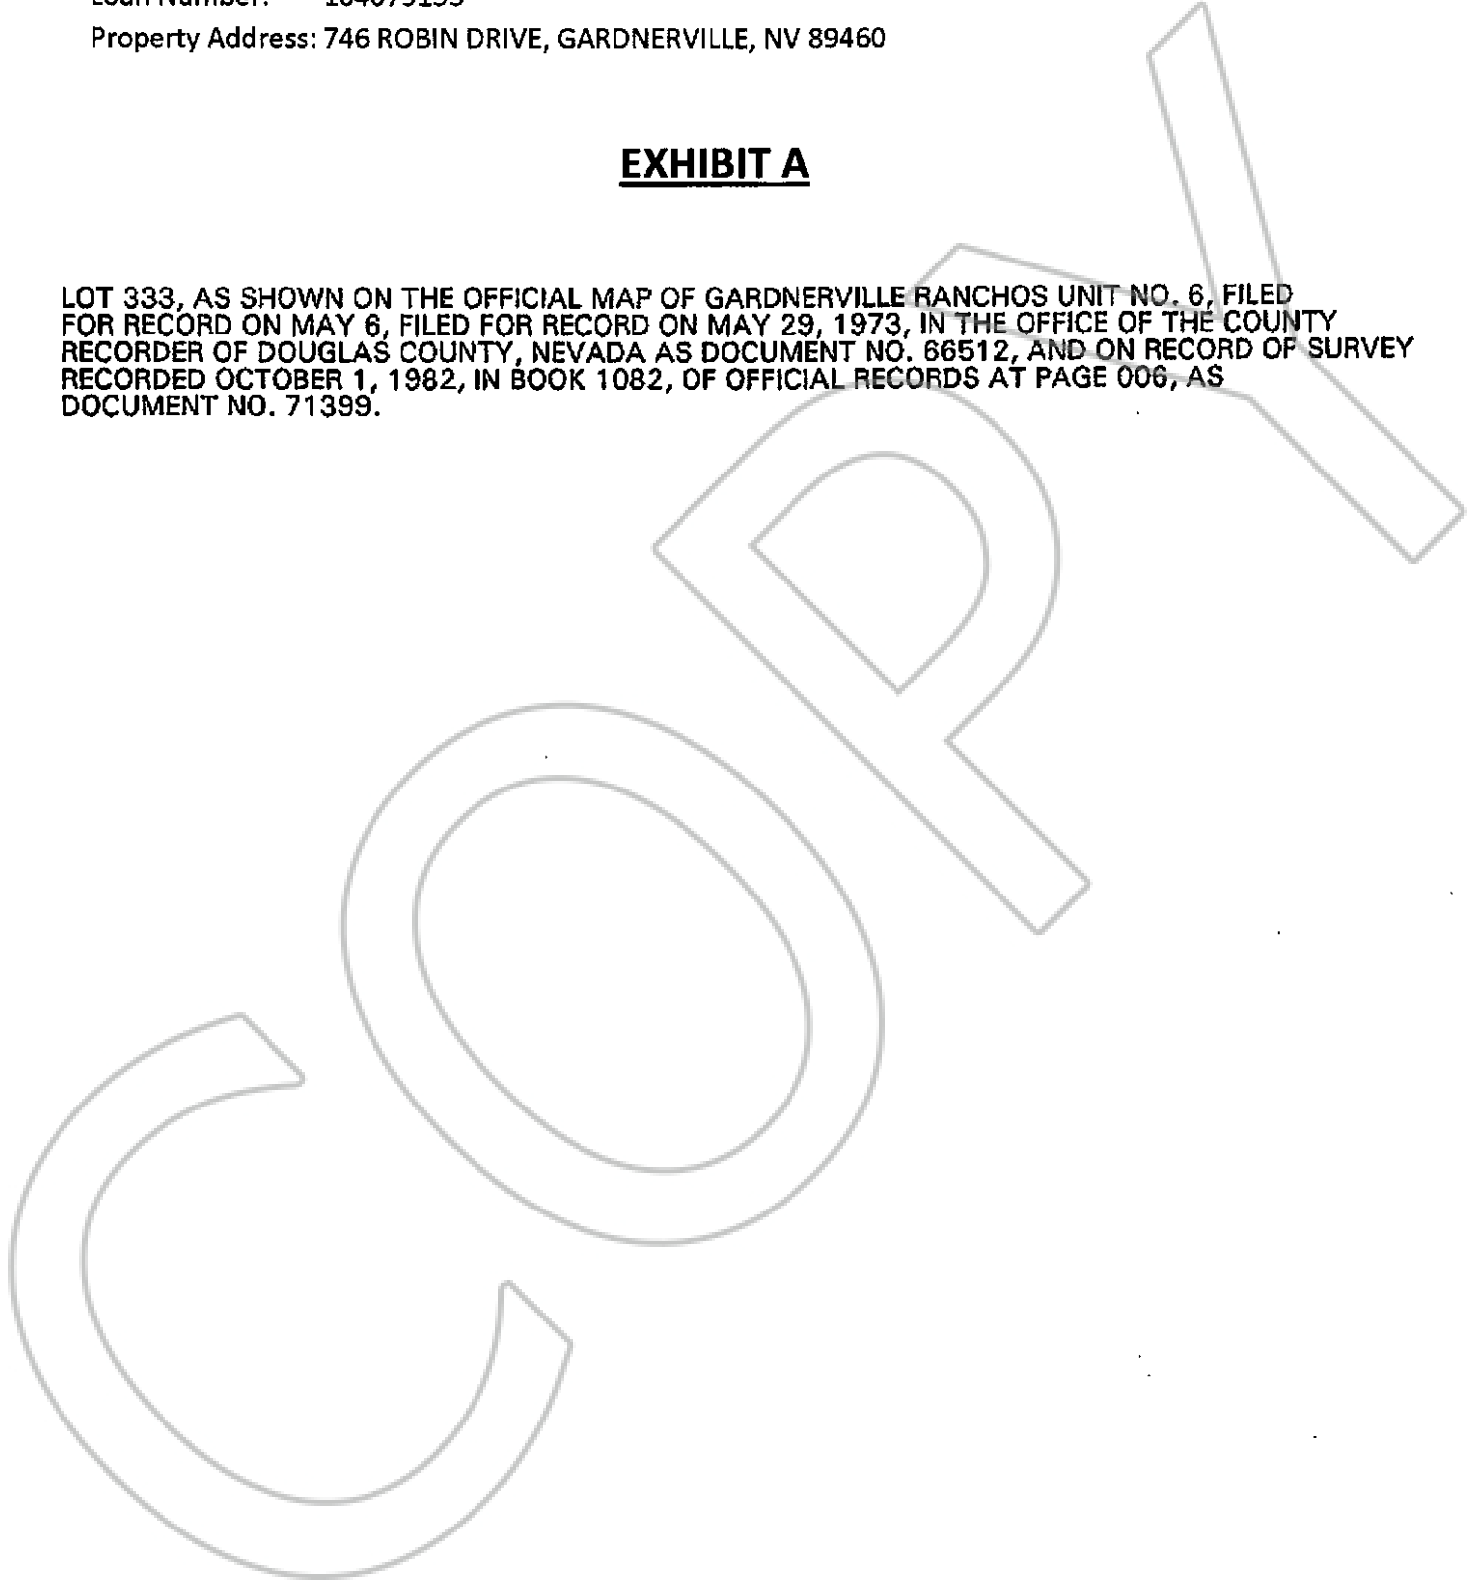 Property Address: 746 ROBIN DRIVE, GARDNERVILLE, NV 89460
EXHIBIT A
LOT 333, AS SHOWN ON THE OFFICIAL MAP OF GARDNERVILLE RANCHOS UNIT NO. 6, FILED
FOR RECORD ON MAY 6, FILED FOR RECORD ON MAY 29, 1973, IN THE OFFICE OF THE COUNTY
RECORDER OF DOUGLAS COUNTY, NEVADA AS DOCUMENT NO. 66512, AND ON RECORD OF SURVEY
RECORDED OCTOBER 1, 1982, IN BOOK 1082, OF OFFICIAL RECORDS AT PAGE 006, AS
DOCUMENT NO. 71399.
COPY